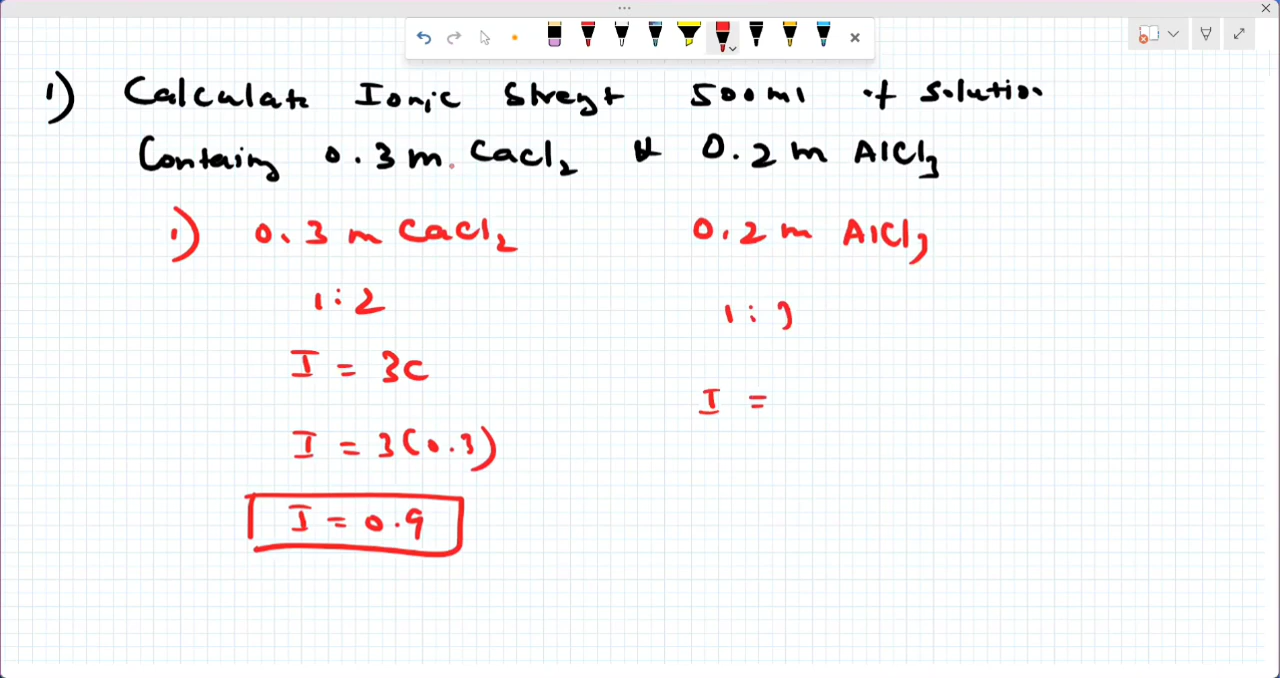 1) Calculate Ionic Strengt 500ml of solution
Containg 0.3 m. CaCl2 & 0.2 m AlCl3
1) 0.3 m CaCl2
1:2
I = 3C
I = 3(0.3)
I = 0.9
0.2 m AlCl3
1:3
I =